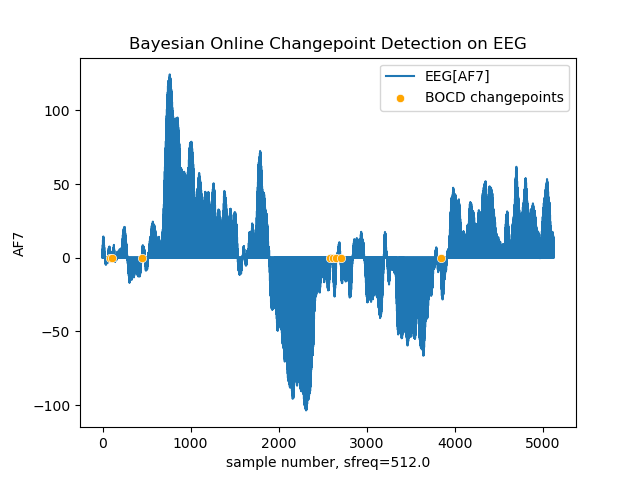 Bayesian Online Changepoint Detection on EEG
EEG[AF7]
BOCD changepoints
100
50
0
−50
−100
AF7
0
1000
2000
3000
4000
5000
sample number, sfreq=512.0